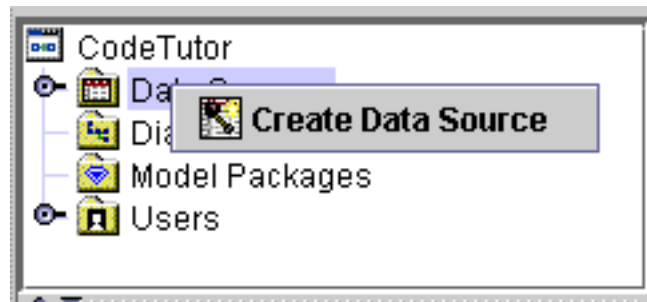 CodeTutor
Create Data Source
Model Packages
Users